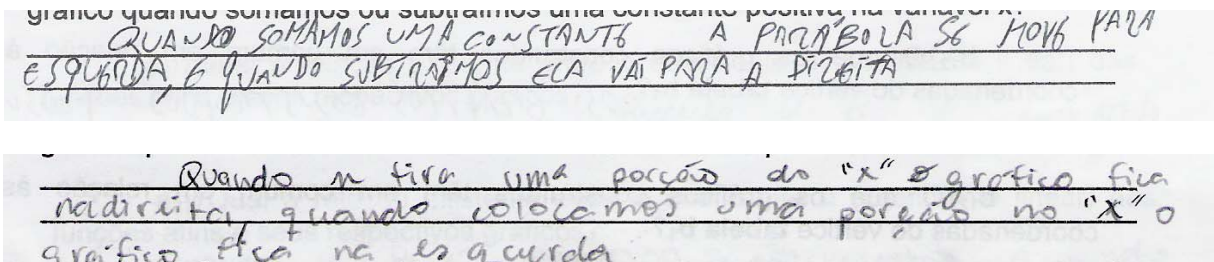 gráfico quando somamos ou subtraímos uma constante positiva na variável x?
QUANDO SOMAMOS UMA CONSTANTE A PARÁBOLA SE MOVE PARA
ESQUERDA, E QUANDO SUBTRAIMOS ELA VAI PARA A DIREITA
Quando tira uma porção do "x" o gráfico fica
na direita, quando colocamos uma porção no "x" o
gráfico fica na esquerda